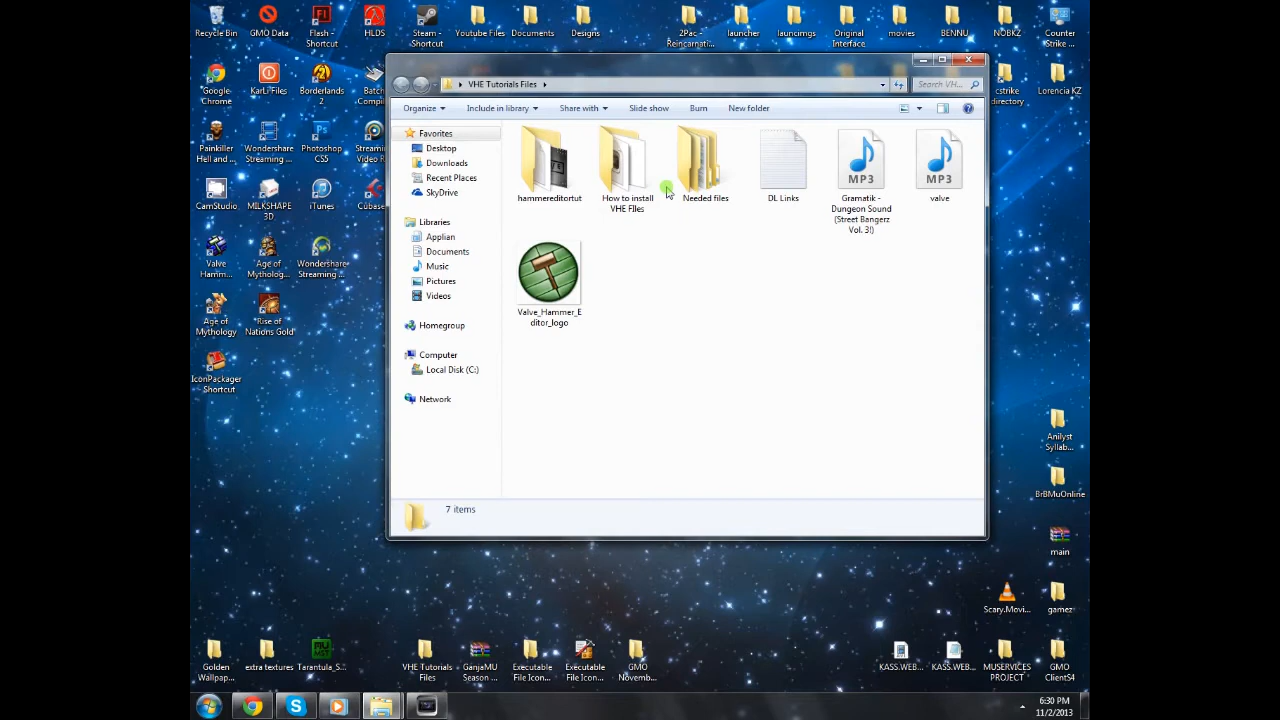 Recycle Bin
GMO Data
Flash -
Shortcut
HLDS
Steam -
Shortcut
Youtube Files
Documents
Designs
2Pac -
Reincarnati...
launcher
launcimgs
Original
Interface
movies
BENNU
NOBKZ
Counter
Strike ...
Google
Chrome
KarLi Files
Borderlands
2
Batch
Compil
cstrike
directory
Lorencia KZ
Painkiller
Hell and ...
Wondershare
Streaming ...
Photoshop
CS5
Streami
Video R
CamStudio
MILKSHAPE
3D
iTunes
Cubase
Valve
Hamm...
Age of
Mytholog...
Wondershare
Streaming ...
Age of
Mythology
Rise of
Nations Gold
IconPackager
Shortcut
VHE Tutorials Files
Search VH...
Organize
Include in library
Share with
Slide show
Burn
New folder
Favorites
Desktop
Downloads
Recent Places
SkyDrive
Libraries
Applian
Documents
Music
Pictures
Videos
Homegroup
Computer
Local Disk (C:)
Network
hammereditortut
How to install
VHE FIles
Needed files
DL Links
MP3
Gramatik -
Dungeon Sound
(Street Bangerz
Vol. 3!)
MP3
valve
Valve_Hammer_E
ditor_logo
7 items
Anilyst
Syllab...
BrBMuOnline
main
Scary.Movi...
gamez
Golden
Wallpap...
extra textures
Tarantula_S...
VHE Tutorials
Files
GanjaMU
Season ...
Executable
File Icon...
Executable
File Icon...
GMO
Novemb...
KASS.WEB...
KASS.WEB...
MUSERVICES
PROJECT
GMO
ClientS4
6:30 PM
11/2/2013